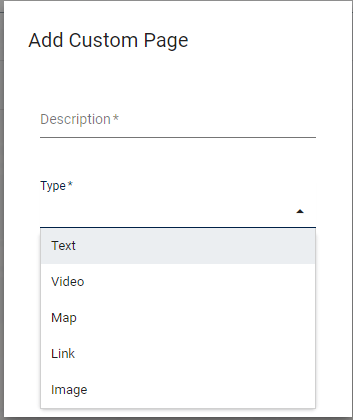 Add Custom Page
Description *
Type *
Text
Video
Map
Link
Image